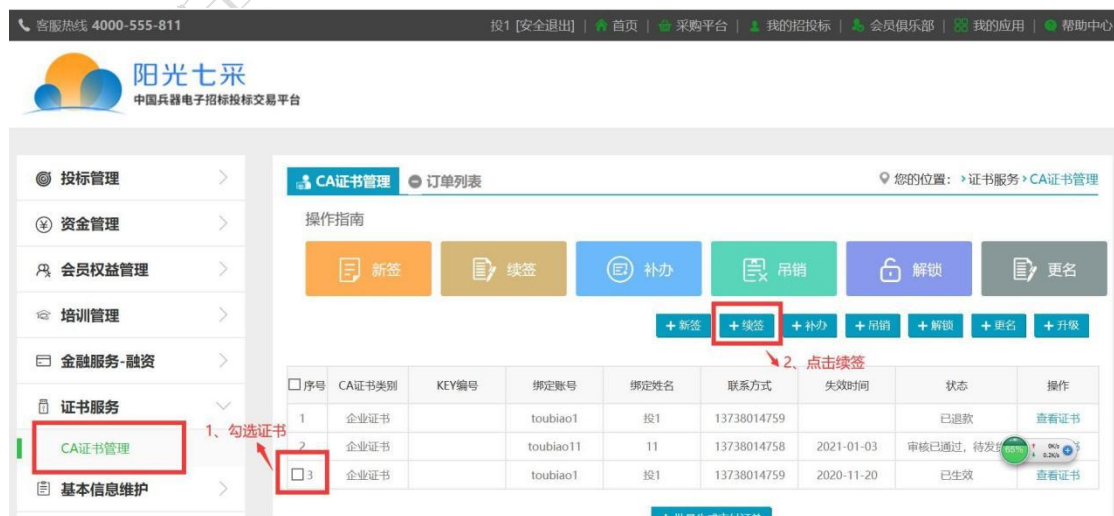 客服热线 4000-555-811
投1 [安全退出] | 首页 | 采购平台 | 我的招投标 | 会员俱乐部 | 我的应用 | 帮助中心
阳光七采
中国兵器电子招标投标交易平台
投标管理
资金管理
会员权益管理
培训管理
金融服务-融资
证书服务
CA证书管理
基本信息维护
CA证书管理 订单列表
您的位置: 证书服务 CA证书管理
操作指南
新签 续签 补办 吊销 解锁 更名
+新签 +续签 +补办 +吊销 +解锁 +更名 +升级
2、点击续签
序号 CA证书类别 KEY编号 绑定账号 绑定姓名 联系方式 失效时间 状态 操作
1 企业证书 toubiao1 投1 13738014759 已退款 查看证书
1、勾选证书
2 企业证书 toubiao11 11 13738014758 2021-01-03 审核已通过,待发
3 企业证书 toubiao1 投1 13738014759 2020-11-20 已生效 查看证书